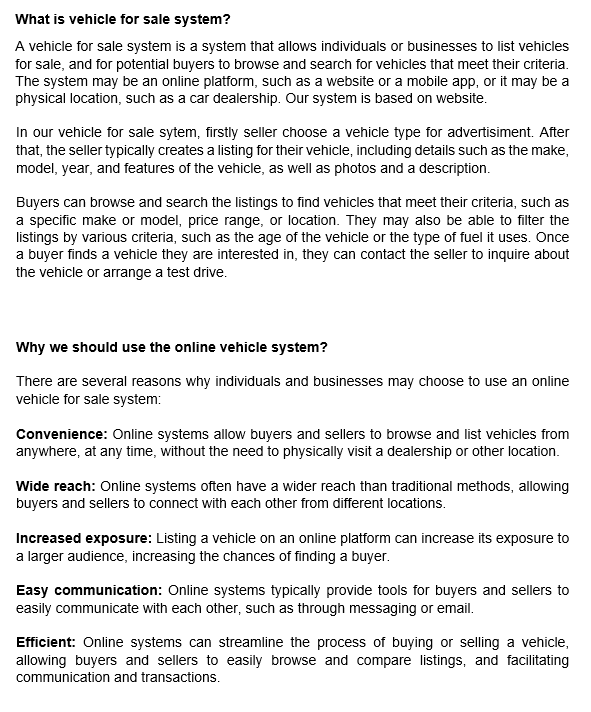 What is vehicle for sale system?
A vehicle for sale system is a system that allows individuals or businesses to list vehicles
for sale, and for potential buyers to browse and search for vehicles that meet their criteria.
The system may be an online platform, such as a website or a mobile app, or it may be a
physical location, such as a car dealership. Our system is based on website.
In our vehicle for sale sytem, firstly seller choose a vehicle type for advertisiment. After
that, the seller typically creates a listing for their vehicle, including details such as the make,
model, year, and features of the vehicle, as well as photos and a description.
Buyers can browse and search the listings to find vehicles that meet their criteria, such as
a specific make or model, price range, or location. They may also be able to filter the
listings by various criteria, such as the age of the vehicle or the type of fuel it uses. Once
a buyer finds a vehicle they are interested in, they can contact the seller to inquire about
the vehicle or arrange a test drive.
Why we should use the online vehicle system?
There are several reasons why individuals and businesses may choose to use an online
vehicle for sale system:
Convenience: Online systems allow buyers and sellers to browse and list vehicles from
anywhere, at any time, without the need to physically visit a dealership or other location.
Wide reach: Online systems often have a wider reach than traditional methods, allowing
buyers and sellers to connect with each other from different locations.
Increased exposure: Listing a vehicle on an online platform can increase its exposure to
a larger audience, increasing the chances of finding a buyer.
Easy communication: Online systems typically provide tools for buyers and sellers to
easily communicate with each other, such as through messaging or email.
Efficient: Online systems can streamline the process of buying or selling a vehicle,
allowing buyers and sellers to easily browse and compare listings, and facilitating
communication and transactions.